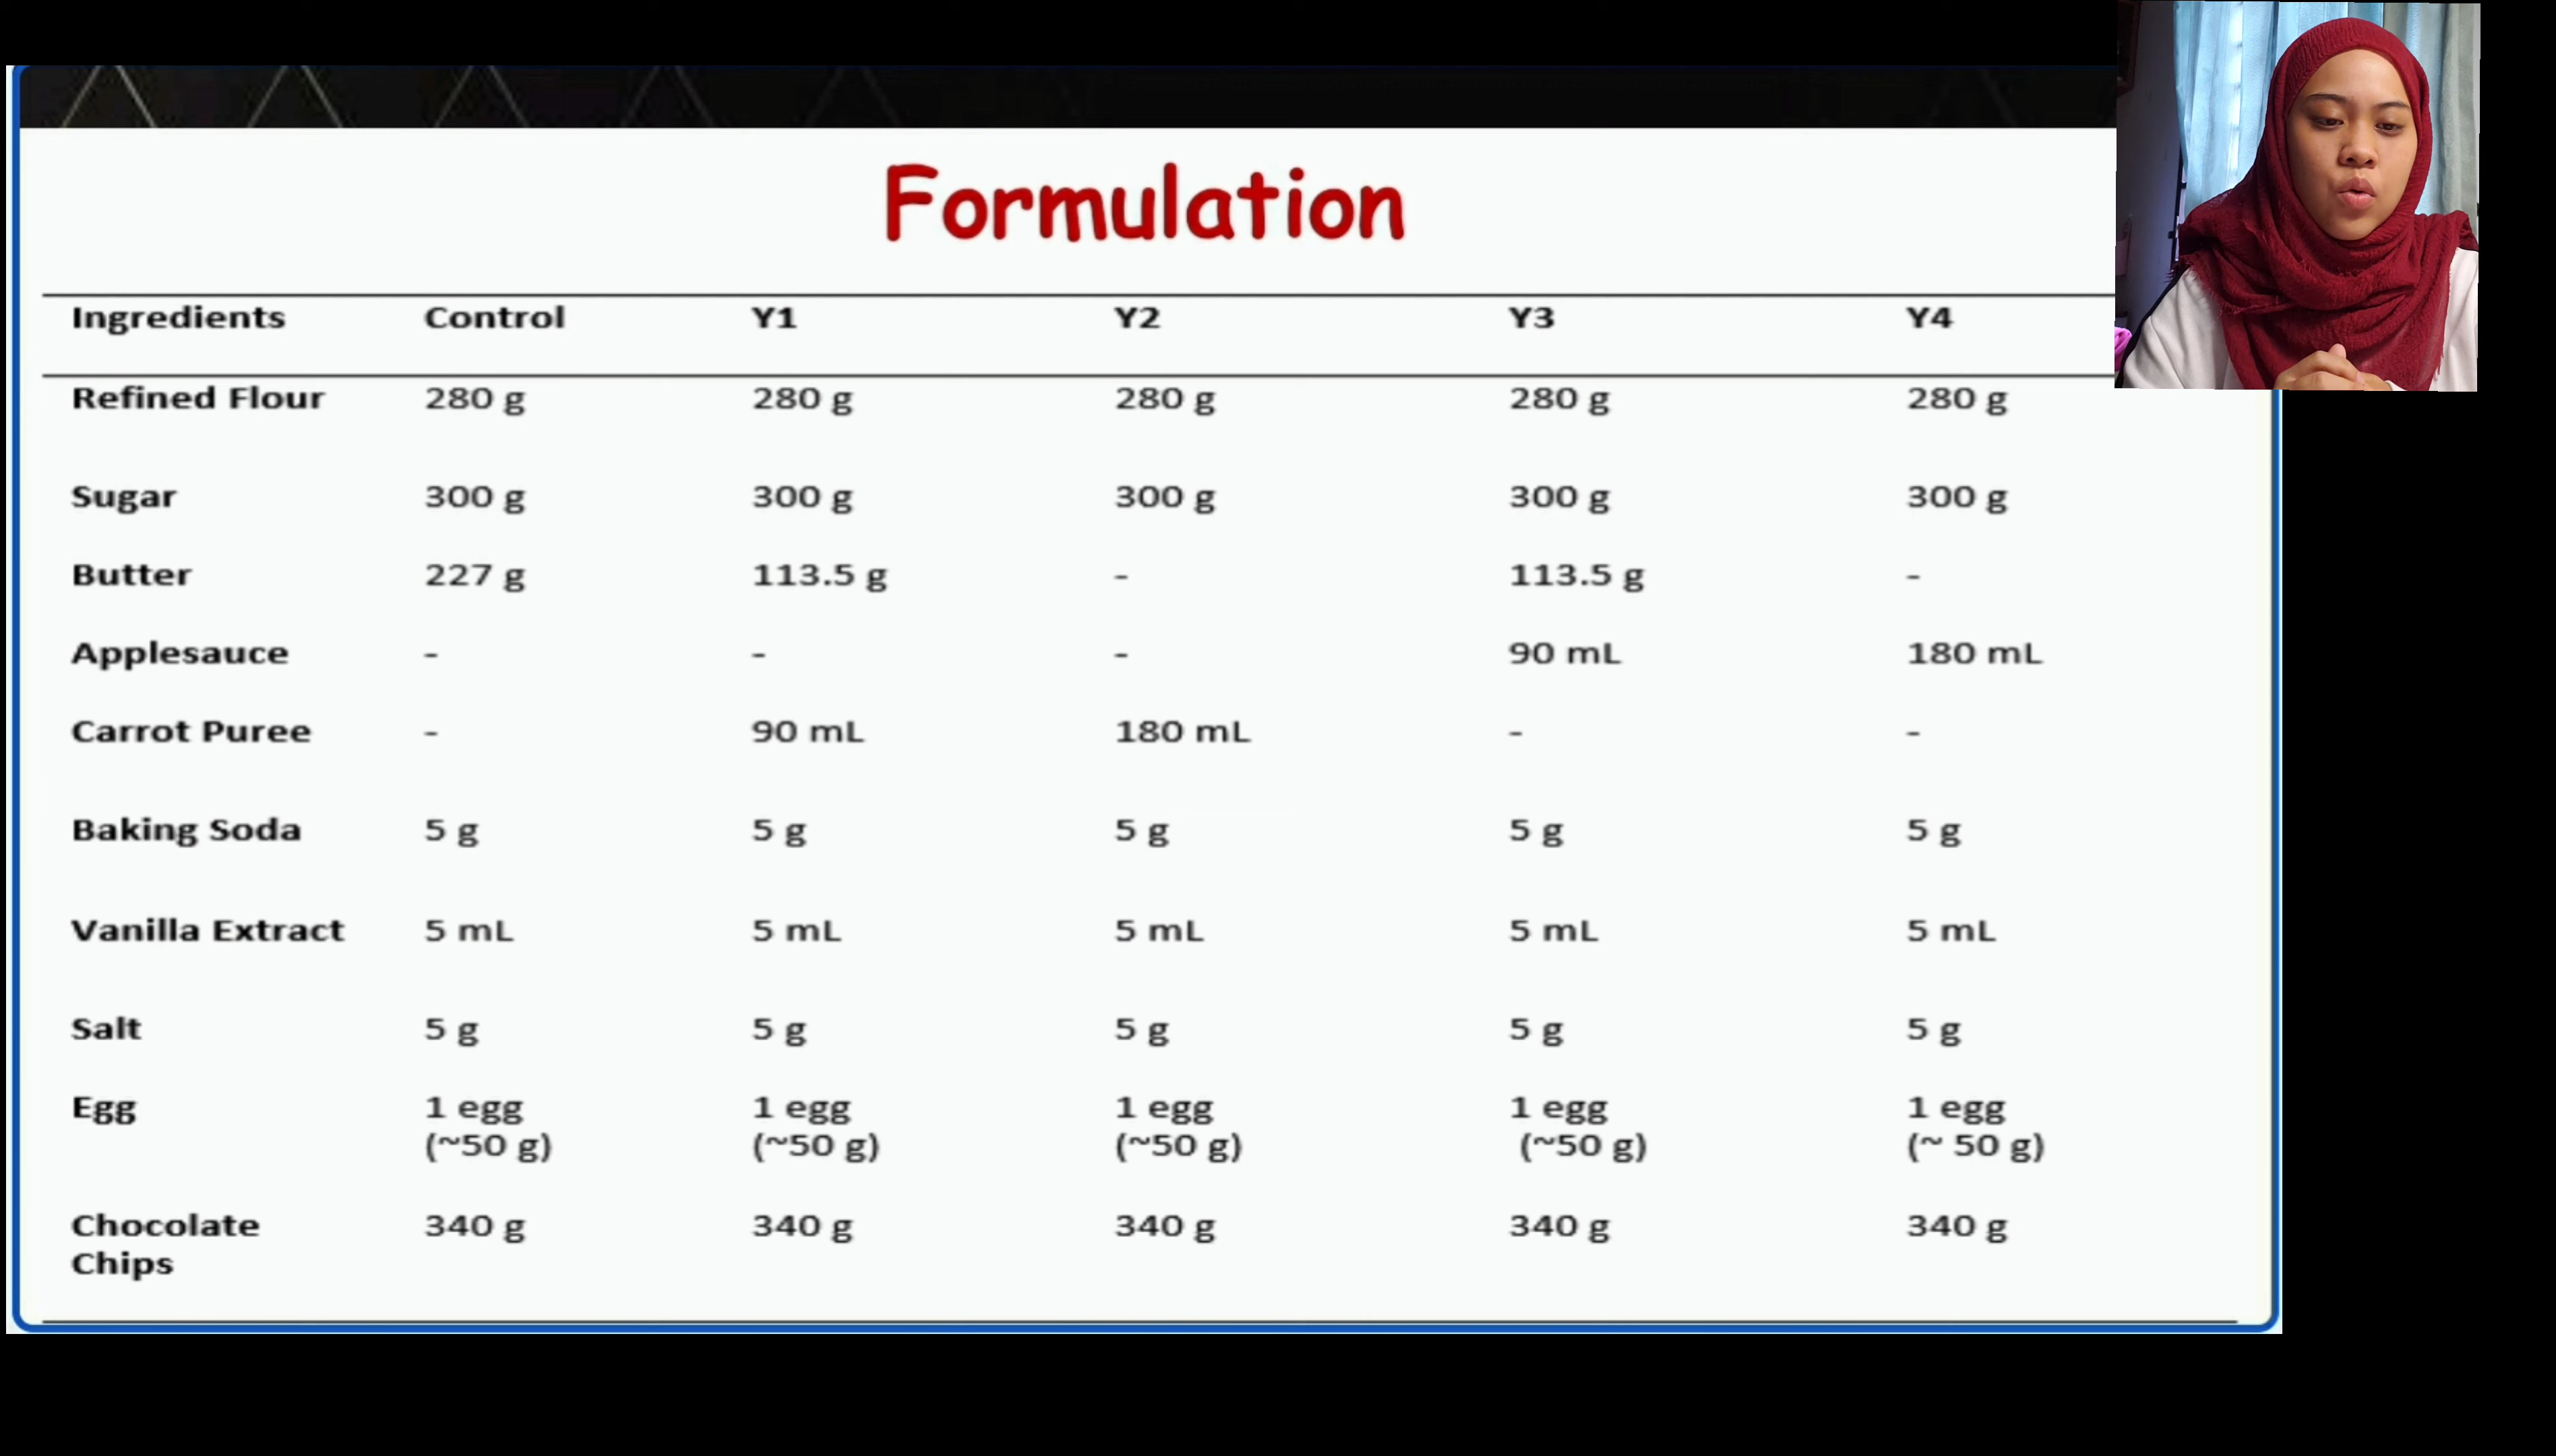 Formulation
Ingredients Control Y1 Y2 Y3 Y4
Refined Flour 280 g 280 g 280 g 280 g 280 g
Sugar 300 g 300 g 300 g 300 g 300 g
Butter 227 g 113.5 g - 113.5 g -
Applesauce - - - 90 mL 180 mL
Carrot Puree - 90 mL 180 mL - -
Baking Soda 5 g 5 g 5 g 5 g 5 g
Vanilla Extract 5 mL 5 mL 5 mL 5 mL 5 mL
Salt 5 g 5 g 5 g 5 g 5 g
Egg 1 egg 1 egg 1 egg 1 egg 1 egg
(~50 g) (~50 g) (~50 g) (~50 g) (~ 50 g)
Chocolate 340 g 340 g 340 g 340 g 340 g
Chips